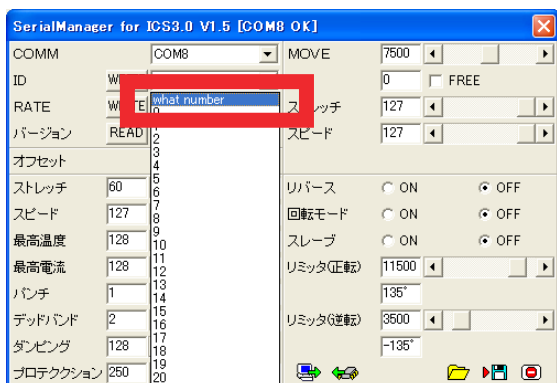 SerialManager for ICS3.0 V1.5 [COM8 OK]
COMM COM8 MOVE 7500
ID 0 FREE
what number
RATE 127
バージョン READ スピード 127
0
2
3
4
5
6
7
8
9
10
11
12
13
14
15
16
17
18
19
20
オフセット
ストレッチ 60 リバース ON OFF
スピード 127 回転モード ON OFF
最高温度 128 スレーブ ON OFF
最高電流 128 リミッタ(正転) 11500
パンチ 1 135°
デッドバンド 2 リミッタ(逆転) 3500
ダンピング 128 -135°
プロテクション 250